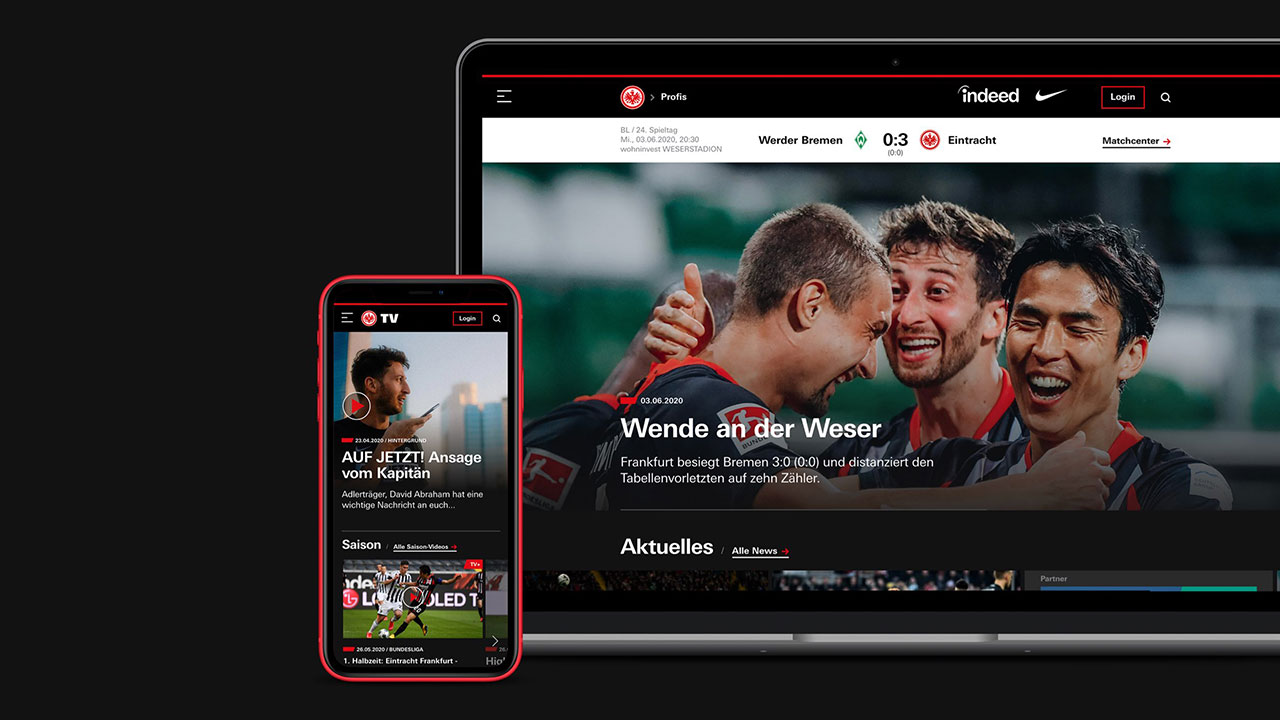 Profis
indeed
Login
BL / 24. Spieltag
Mi., 03.06.2020, 20:30
wohninvest WESERSTADION
Werder Bremen 0:3 Eintracht
(0:0)
Matchcenter
03.06.2020
Wende an der Weser
Frankfurt besiegt Bremen 3:0 (0:0) und distanziert den
Tabellenvorletzten auf zehn Zähler.
Aktuelles / Alle News
Partner
BUNDESLIGA
TV
Login
23.04.2020 / HINTERGRUND
AUF JETZT! Ansage
vom Kapitän
Adlerträger, David Abraham hat eine
wichtige Nachricht an euch...
Saison / Alle Saison-Videos
TV+
26.05.2020 / BUNDESLIGA
1. Halbzeit: Eintracht Frankfurt -